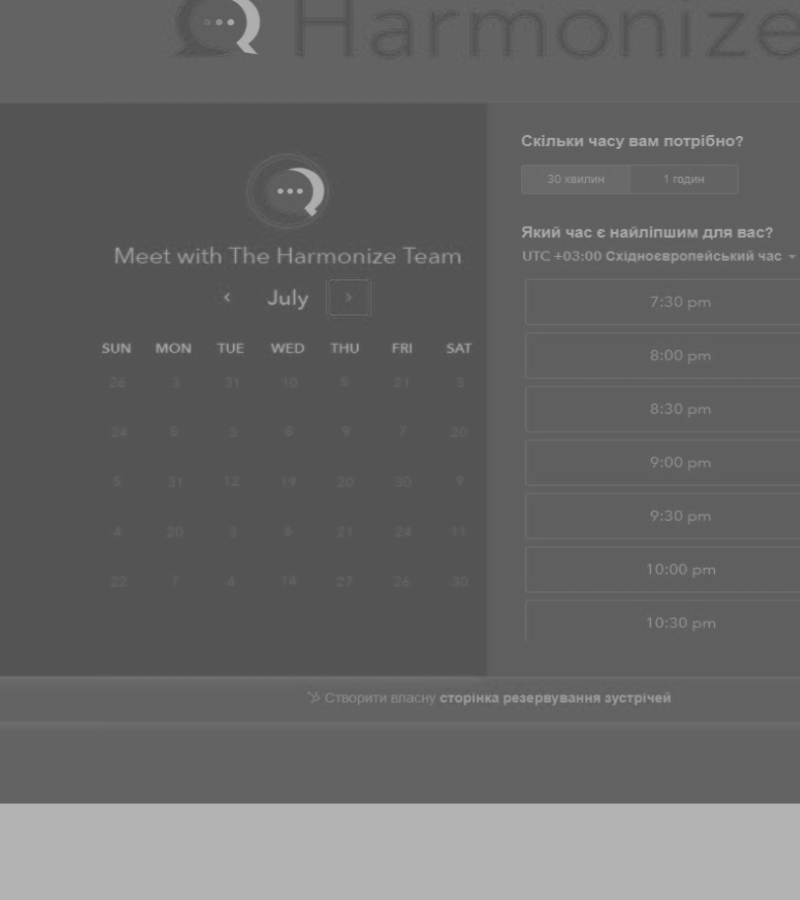 Harmonize
Скільки часу вам потрібно?
30 хвилин
1 годин
Meet with The Harmonize Team
July
Який час є найліпшим для вас?
UTC +03:00 Східноєвропейський час
SUN MON TUE WED THU FRI SAT
26 3 31 10 5 21 3
24 5 3 6 9 7 20
5 31 12 19 20 30 9
4 20 3 6 21 24 11
22 7 4 14 27 26 30
7:30 pm
8:00 pm
8:30 pm
9:00 pm
9:30 pm
10:00 pm
10:30 pm
Створити власну сторінка резервування зустрічей